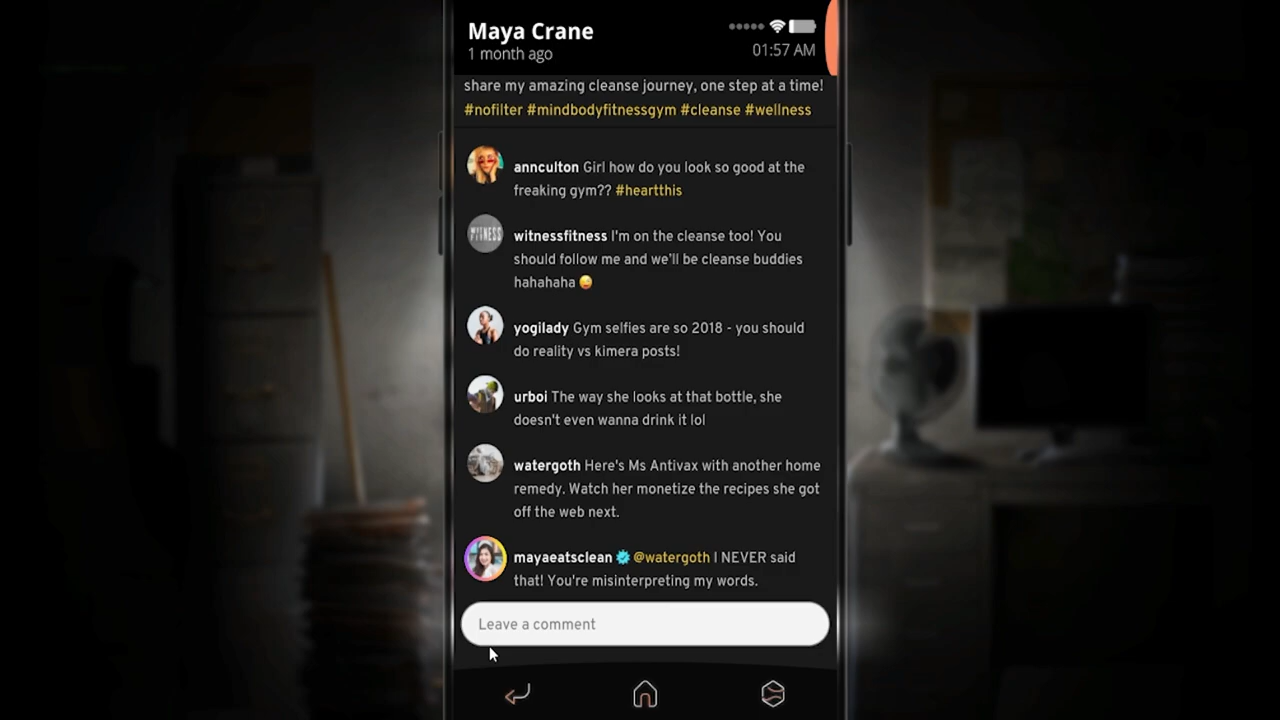 Maya Crane
1 month ago
01:57 AM
share my amazing cleanse journey, one step at a time!
#nofilter #mindbodyfitnessgym #cleanse #wellness
annculton Girl how do you look so good at the
freaking gym?? #heartthis
witnessfitness I'm on the cleanse too! You
should follow me and we'll be cleanse buddies
hahahaha 😜
yogilady Gym selfies are so 2018 - you should
do reality vs kimera posts!
urboi The way she looks at that bottle, she
doesn't even wanna drink it lol
watergoth Here's Ms Antivax with another home
remedy. Watch her monetize the recipes she got
off the web next.
mayaeatsclean @watergoth I NEVER said
that! You're misinterpreting my words.
Leave a comment